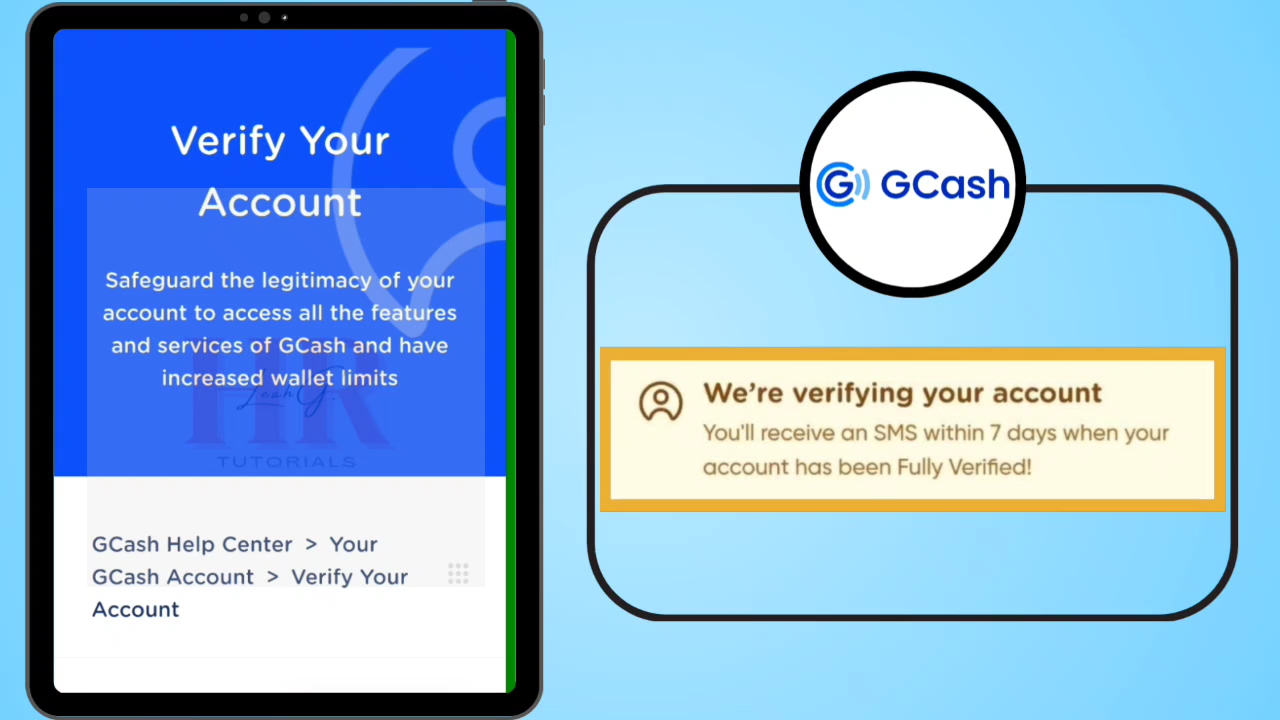 Verify Your
Account
Safeguard the legitimacy of your
account to access all the features
and services of GCash and have
increased wallet limits
HR
Leah G.
TUTORIALS
GCash Help Center > Your
GCash Account > Verify Your
Account
GCash
We're verifying your account
You'll receive an SMS within 7 days when your
account has been Fully Verified!